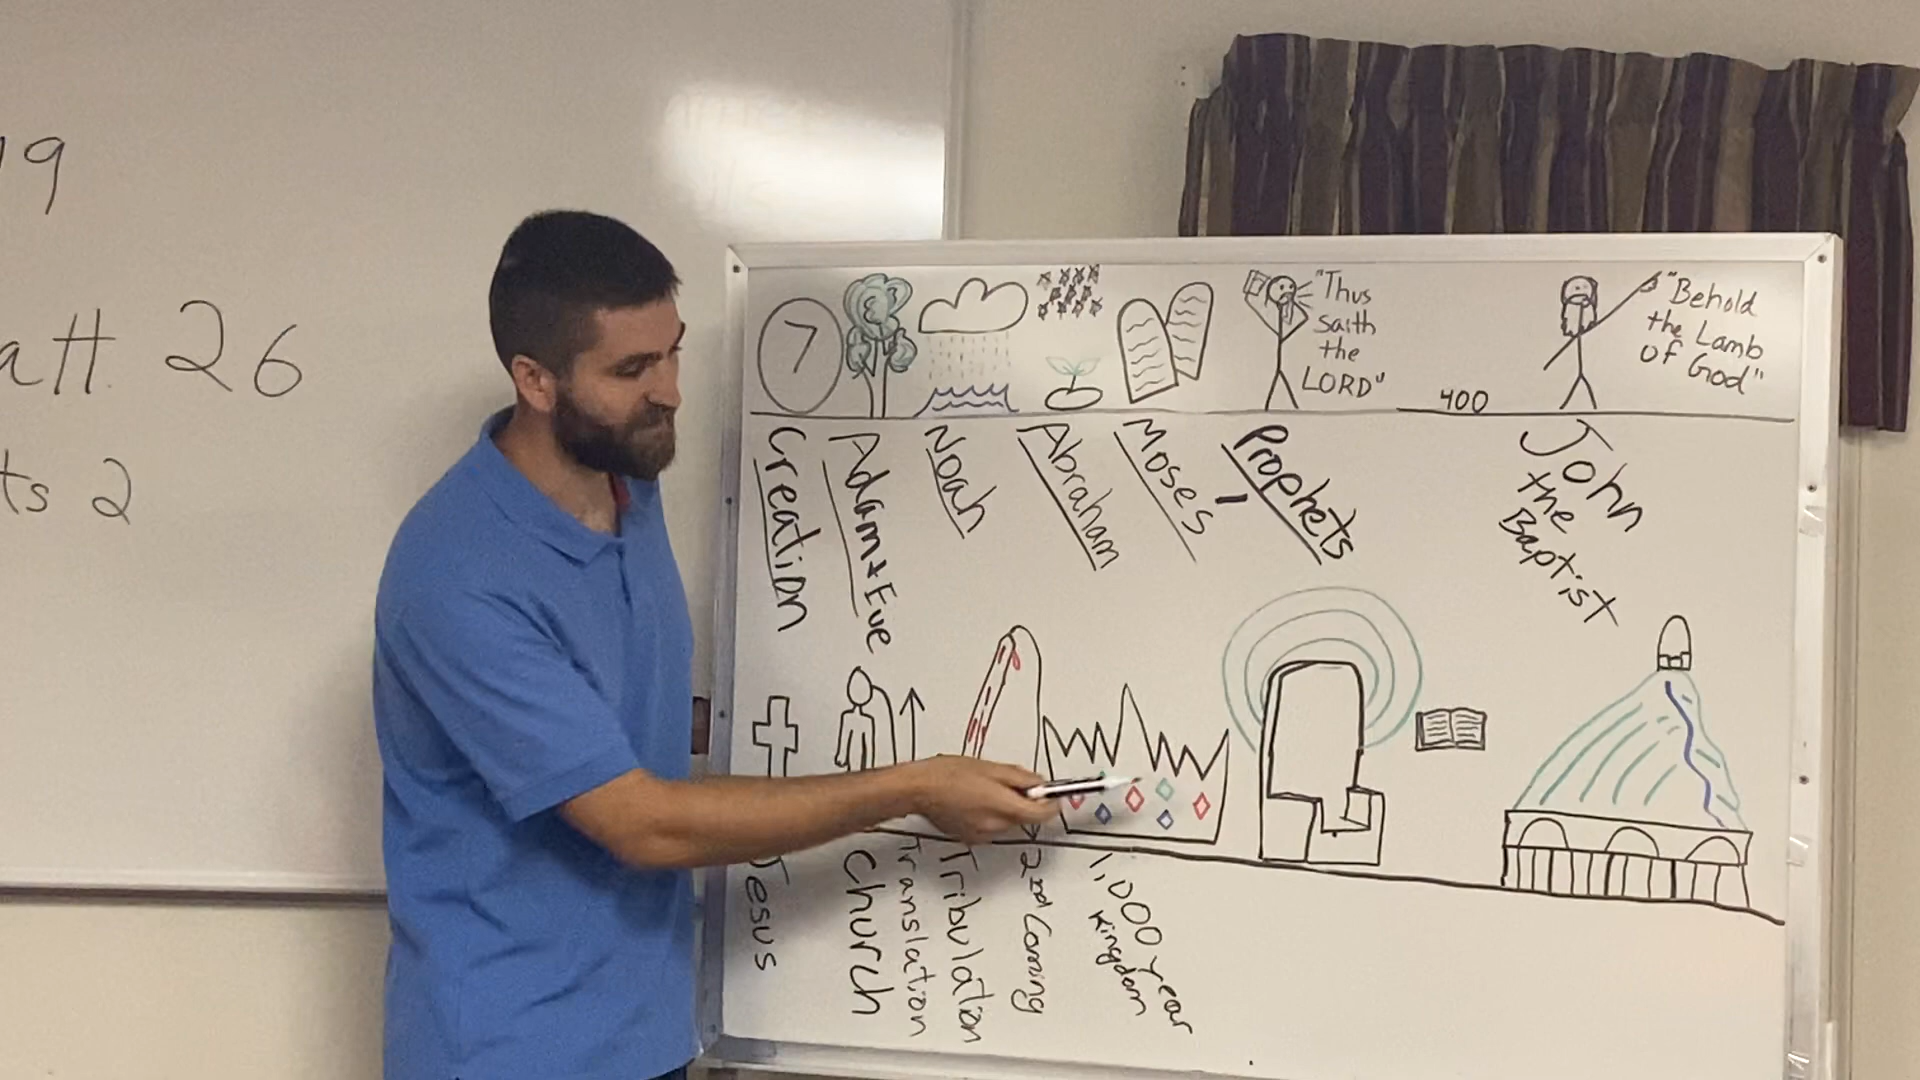 19
att. 26
ts 2
7
"Thus
saith
the
LORD"
400
"Behold
the Lamb
of God"
Creation
Adam + Eve
Noah
Abraham
Moses
Prophets
John
the
Baptist
Jesus
Church
Translation
Tribulation
2nd Coming
1,000 year
Kingdom